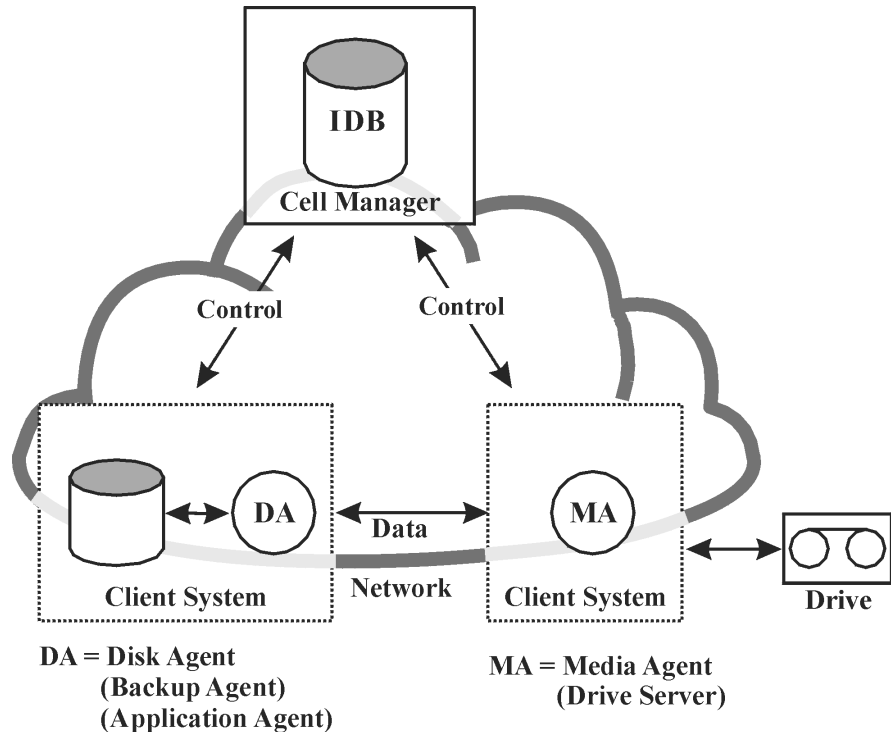 IDB
Cell Manager
Control
Control
DA
Data
MA
Network
Client System
Client System
Drive
DA = Disk Agent
(Backup Agent)
(Application Agent)
MA = Media Agent
(Drive Server)